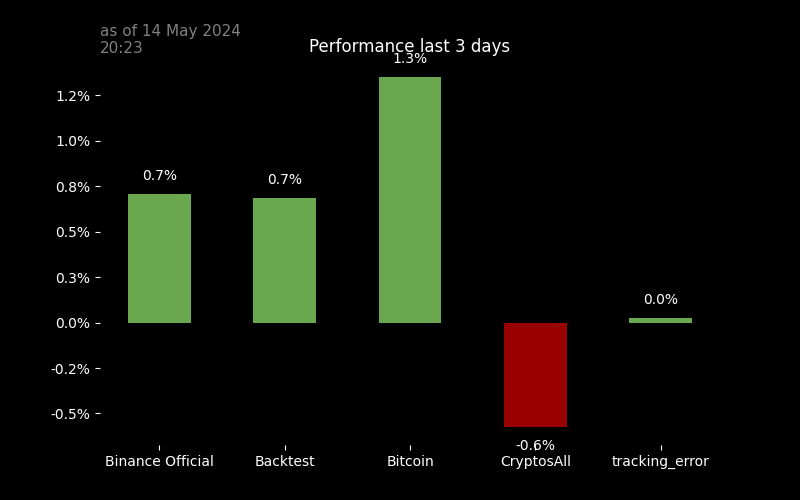 as of 14 May 2024
20:23
Performance last 3 days
1.3%
1.2%
1.0%
0.8%
0.7%
0.7%
0.5%
0.3%
0.0%
0.0%
-0.2%
-0.5%
-0.6%
Binance Official
Backtest
Bitcoin
CryptosAll
tracking_error